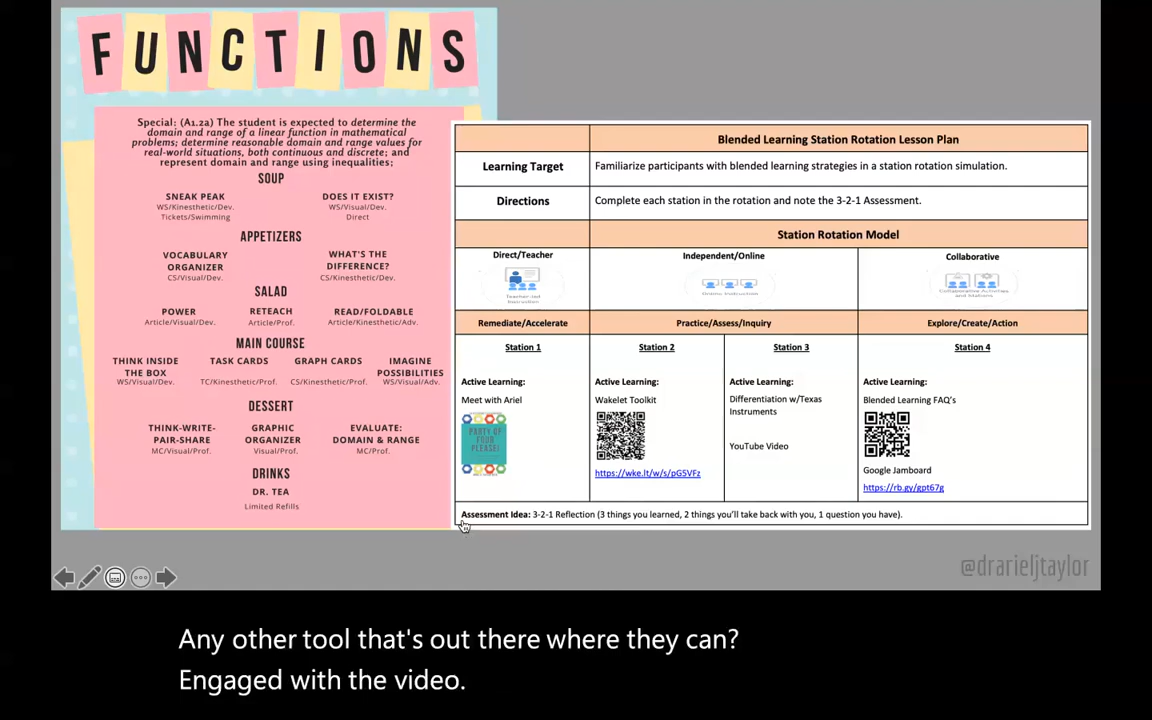 FUNCTIONS
Special: (A1.2a) The student is expected to determine the
domain and range of a linear function in mathematical
problems; determine reasonable domain and range values for
real-world situations, both continuous and discrete; and
represent domain and range using inequalities;
SOUP
SNEAK PEAK
WS/Kinesthetic/Dev.
Tickets/Swimming
DOES IT EXIST?
WS/Visual/Dev.
Direct
APPETIZERS
VOCABULARY
ORGANIZER
CS/Visual/Dev.
WHAT'S THE
DIFFERENCE?
CS/Kinesthetic/Dev.
SALAD
POWER
Article/Visual/Dev.
RETEACH
Article/Prof.
READ/FOLDABLE
Article/Kinesthetic/Adv.
MAIN COURSE
THINK INSIDE
THE BOX
WS/Visual/Dev.
TASK CARDS
TC/Kinesthetic/Prof.
GRAPH CARDS
CS/Kinesthetic/Prof.
IMAGINE
POSSIBILITIES
WS/Visual/Adv.
DESSERT
THINK-WRITE-
PAIR-SHARE
MC/Visual/Prof.
GRAPHIC
ORGANIZER
Visual/Prof.
EVALUATE:
DOMAIN & RANGE
MC/Prof.
DRINKS
DR. TEA
Limited Refills
Blended Learning Station Rotation Lesson Plan
Learning Target
Familiarize participants with blended learning strategies in a station rotation simulation.
Directions
Complete each station in the rotation and note the 3-2-1 Assessment.
Station Rotation Model
Direct/Teacher
Teacher-led
Instruction
Independent/Online
Online Instruction
Collaborative
Collaborative Activities
and Stations
Remediate/Accelerate
Practice/Assess/Inquiry
Explore/Create/Action
Station 1
Active Learning:
Meet with Ariel
PARTY OF
FOUR
PLEASE!
Station 2
Active Learning:
Wakelet Toolkit
https://wke.lt/w/s/pG5VFz
Station 3
Active Learning:
Differentiation w/Texas
Instruments
YouTube Video
Station 4
Active Learning:
Blended Learning FAQ's
Google Jamboard
https://rb.gy/gpt67g
Assessment Idea: 3-2-1 Reflection (3 things you learned, 2 things you'll take back with you, 1 question you have).
@drarieljtaylor
Any other tool that's out there where they can?
Engaged with the video.